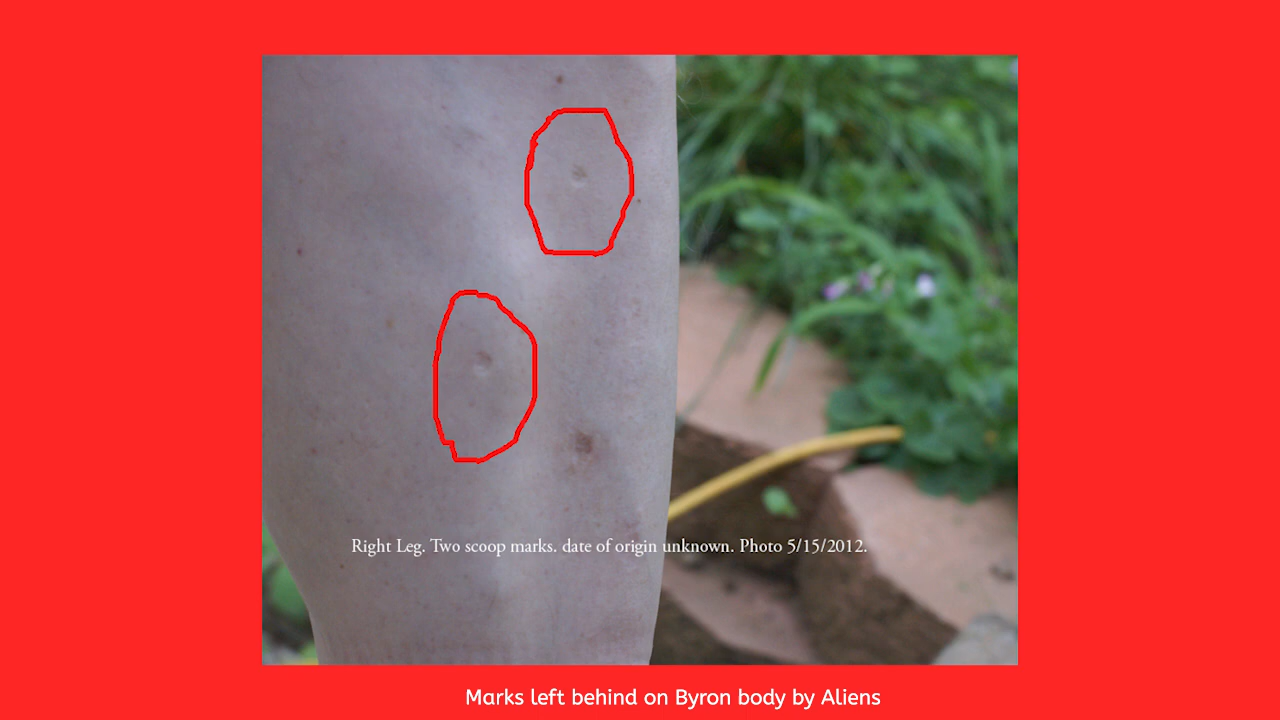 Right Leg. Two scoop marks. date of origin unknown. Photo 5/15/2012.
Marks left behind on Byron body by Aliens